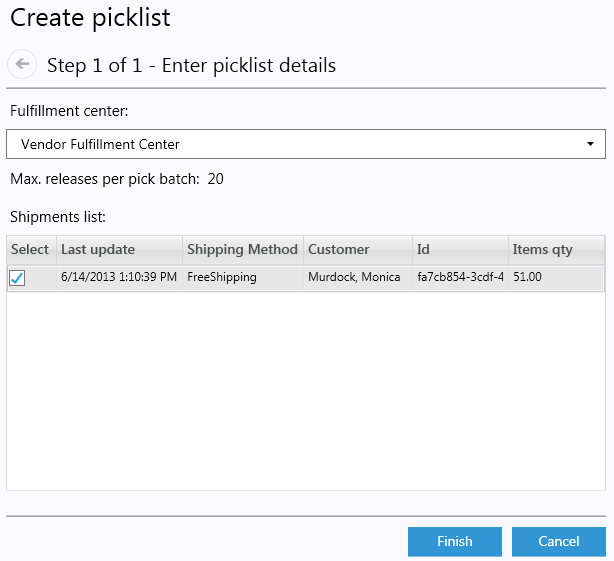 Create picklist
Step 1 of 1 - Enter picklist details
Fulfillment center:
Vendor Fulfillment Center
Max. releases per pick batch: 20
Shipments list:
Select Last update Shipping Method Customer Id Items qty
6/14/2013 1:10:39 PM FreeShipping Murdock, Monica fa7cb854-3cdf-4 51.00
Finish Cancel